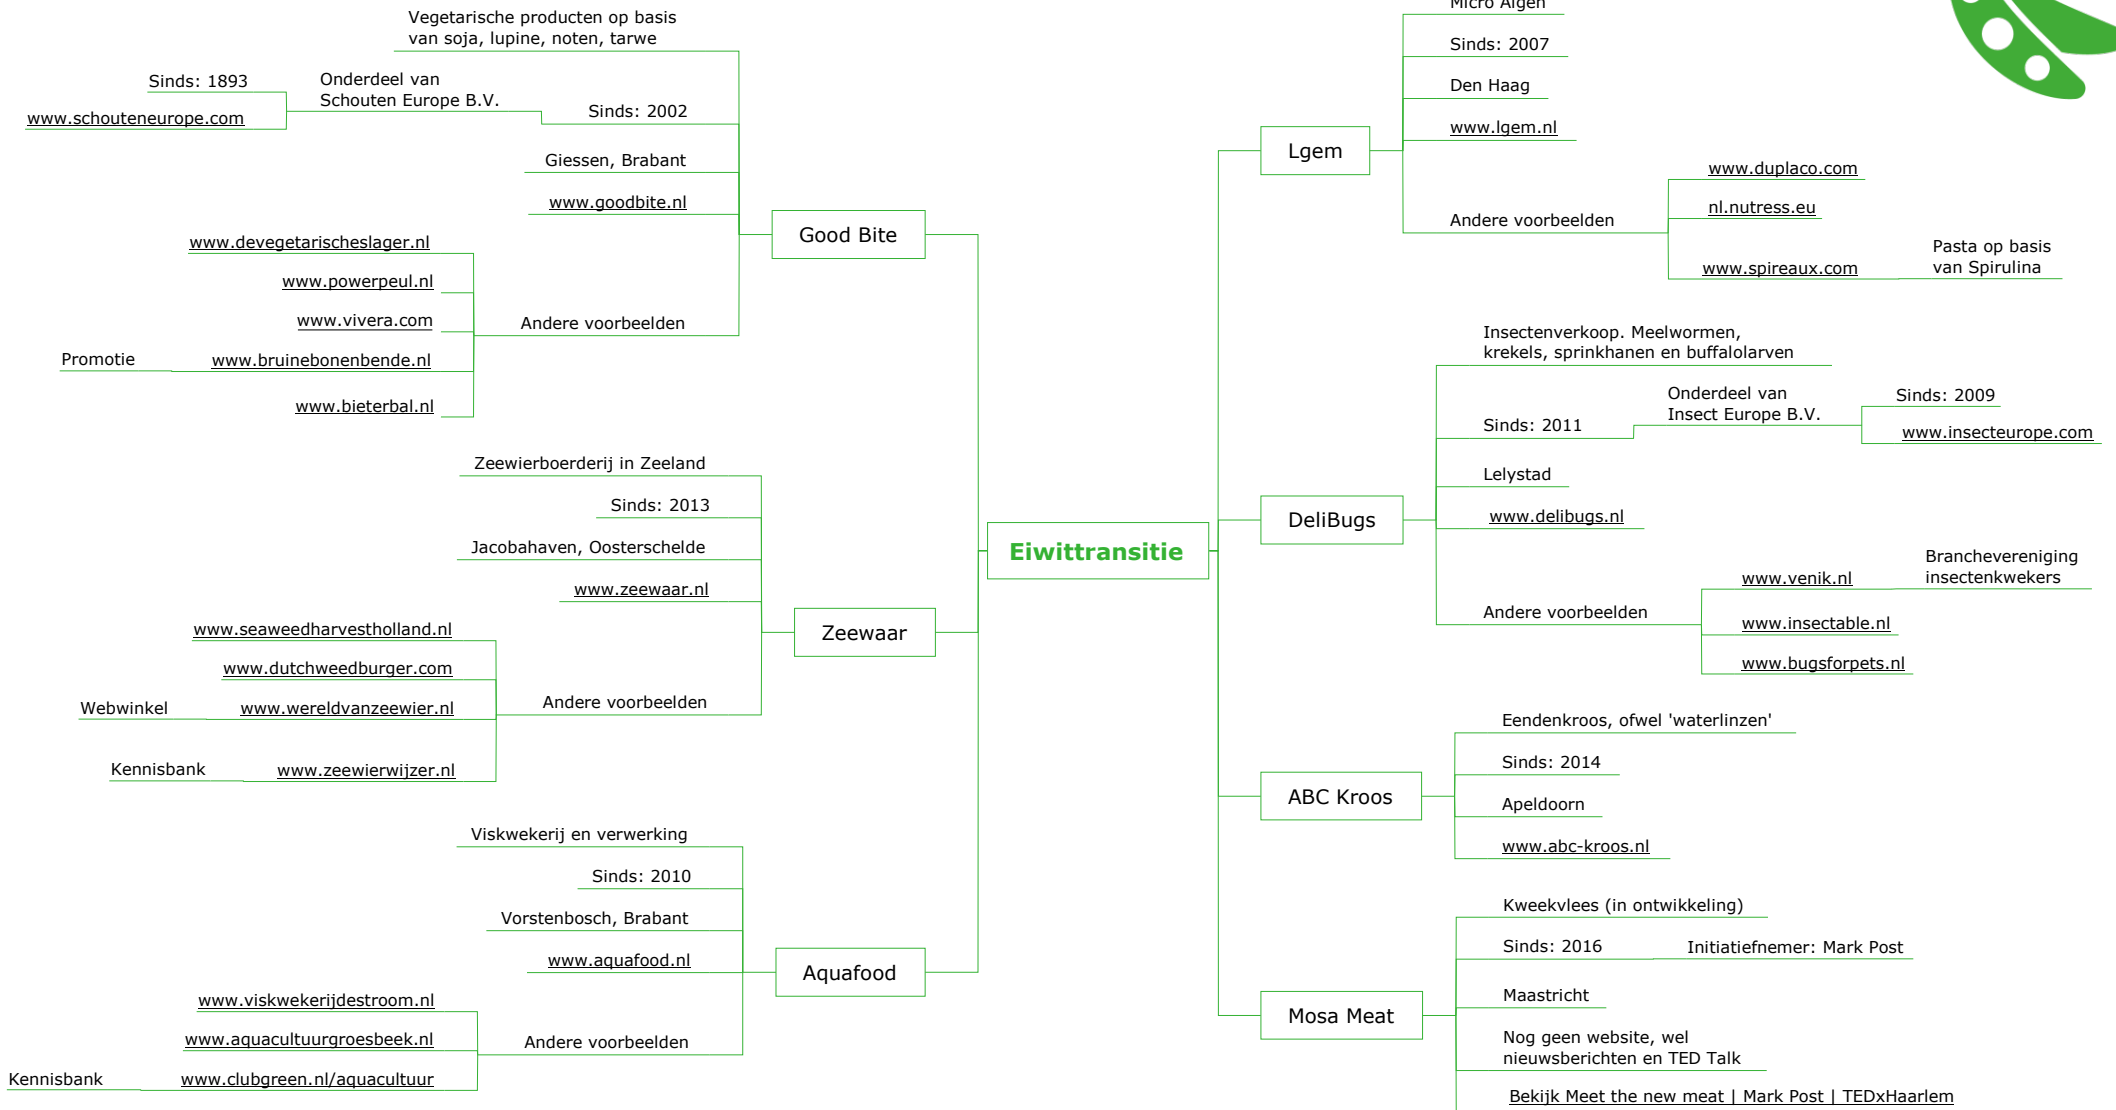 Eiwittransitie
Good Bite
Vegetarische producten op basis
van soja, lupine, noten, tarwe
Sinds: 2002
Onderdeel van
Schouten Europe B.V.
Sinds: 1893
www.schouteneurope.com
Giessen, Brabant
www.goodbite.nl
Andere voorbeelden
www.devegetarischeslager.nl
www.powerpeul.nl
www.vivera.com
www.bruinebonenbende.nl
Promotie
www.bieterbal.nl
Zeewaar
Zeewierboerderij in Zeeland
Sinds: 2013
Jacobahaven, Oosterschelde
www.zeewaar.nl
Andere voorbeelden
www.seaweedharvestholland.nl
www.dutchweedburger.com
www.wereldvanzeewier.nl
Webwinkel
www.zeewierwijzer.nl
Kennisbank
Aquafood
Viskwekerij en verwerking
Sinds: 2010
Vorstenbosch, Brabant
www.aquafood.nl
Andere voorbeelden
www.viskwekerijdestroom.nl
www.aquacultuurgroesbeek.nl
www.clubgreen.nl/aquacultuur
Kennisbank
Lgem
Micro Algen
Sinds: 2007
Den Haag
www.lgem.nl
Andere voorbeelden
www.duplaco.com
nl.nutress.eu
www.spireaux.com
Pasta op basis
van Spirulina
DeliBugs
Insectenverkoop. Meelwormen,
krekels, sprinkhanen en buffalolarven
Sinds: 2011
Onderdeel van
Insect Europe B.V.
Sinds: 2009
www.insecteurope.com
Lelystad
www.delibugs.nl
Andere voorbeelden
www.venik.nl
Branchevereniging
insectenkwekers
www.insectable.nl
www.bugsforpets.nl
ABC Kroos
Eendenkroos, ofwel 'waterlinzen'
Sinds: 2014
Apeldoorn
www.abc-kroos.nl
Mosa Meat
Kweekvlees (in ontwikkeling)
Sinds: 2016
Initiatiefnemer: Mark Post
Maastricht
Nog geen website, wel
nieuwsberichten en TED Talk
Bekijk Meet the new meat | Mark Post | TEDxHaarlem